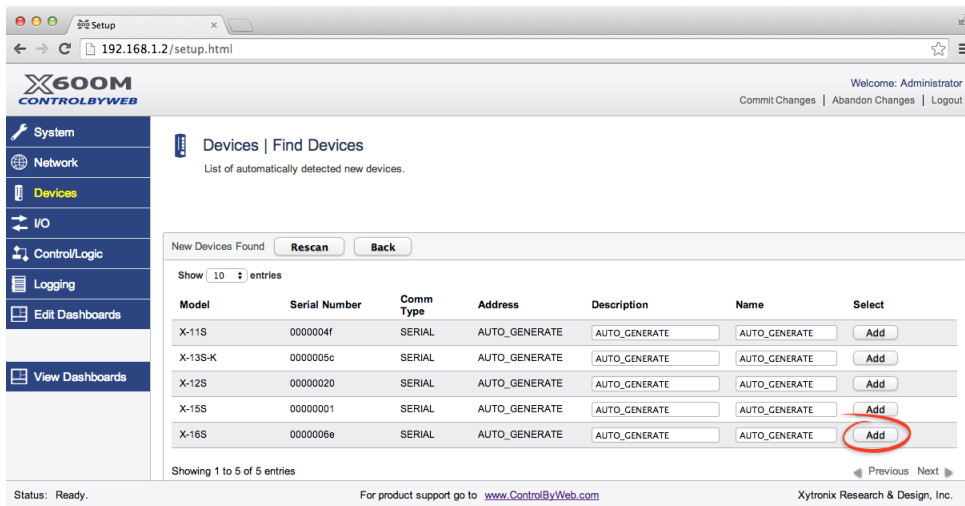 Setup
192.168.1.2/setup.html
X600M
CONTROLBYWEB
Welcome: Administrator
Commit Changes | Abandon Changes | Logout
System
Network
Devices
I/O
Control/Logic
Logging
Edit Dashboards
View Dashboards
Devices | Find Devices
List of automatically detected new devices.
New Devices Found Rescan Back
Show 10 entries
Model Serial Number Comm Type Address Description Name Select
X-11S 0000004f SERIAL AUTO_GENERATE AUTO_GENERATE AUTO_GENERATE Add
X-13S-K 0000005c SERIAL AUTO_GENERATE AUTO_GENERATE AUTO_GENERATE Add
X-12S 00000020 SERIAL AUTO_GENERATE AUTO_GENERATE AUTO_GENERATE Add
X-15S 00000001 SERIAL AUTO_GENERATE AUTO_GENERATE AUTO_GENERATE Add
X-16S 0000006e SERIAL AUTO_GENERATE AUTO_GENERATE AUTO_GENERATE Add
Showing 1 to 5 of 5 entries
Previous Next
Status: Ready.
For product support go to www.ControlByWeb.com
Xytronix Research & Design, Inc.